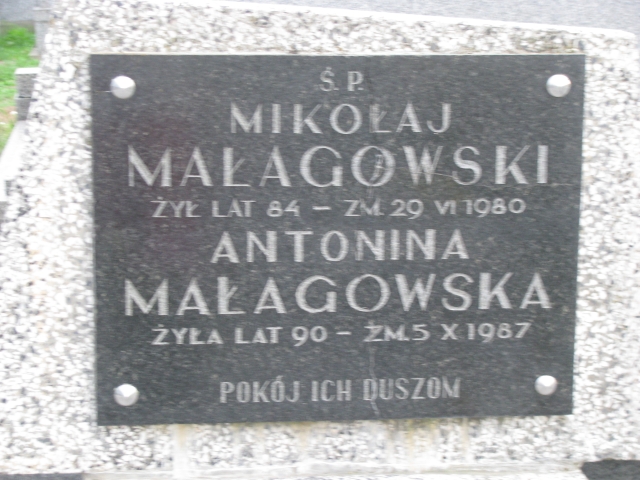 Ś. P.
MIKOŁAJ
MAŁAGOWSKI
ŻYŁ LAT 84 – ZM. 29 VI 1980
ANTONINA
MAŁAGOWSKA
ŻYŁA LAT 90 – ZM. 5 X 1987
POKÓJ ICH DUSZOM